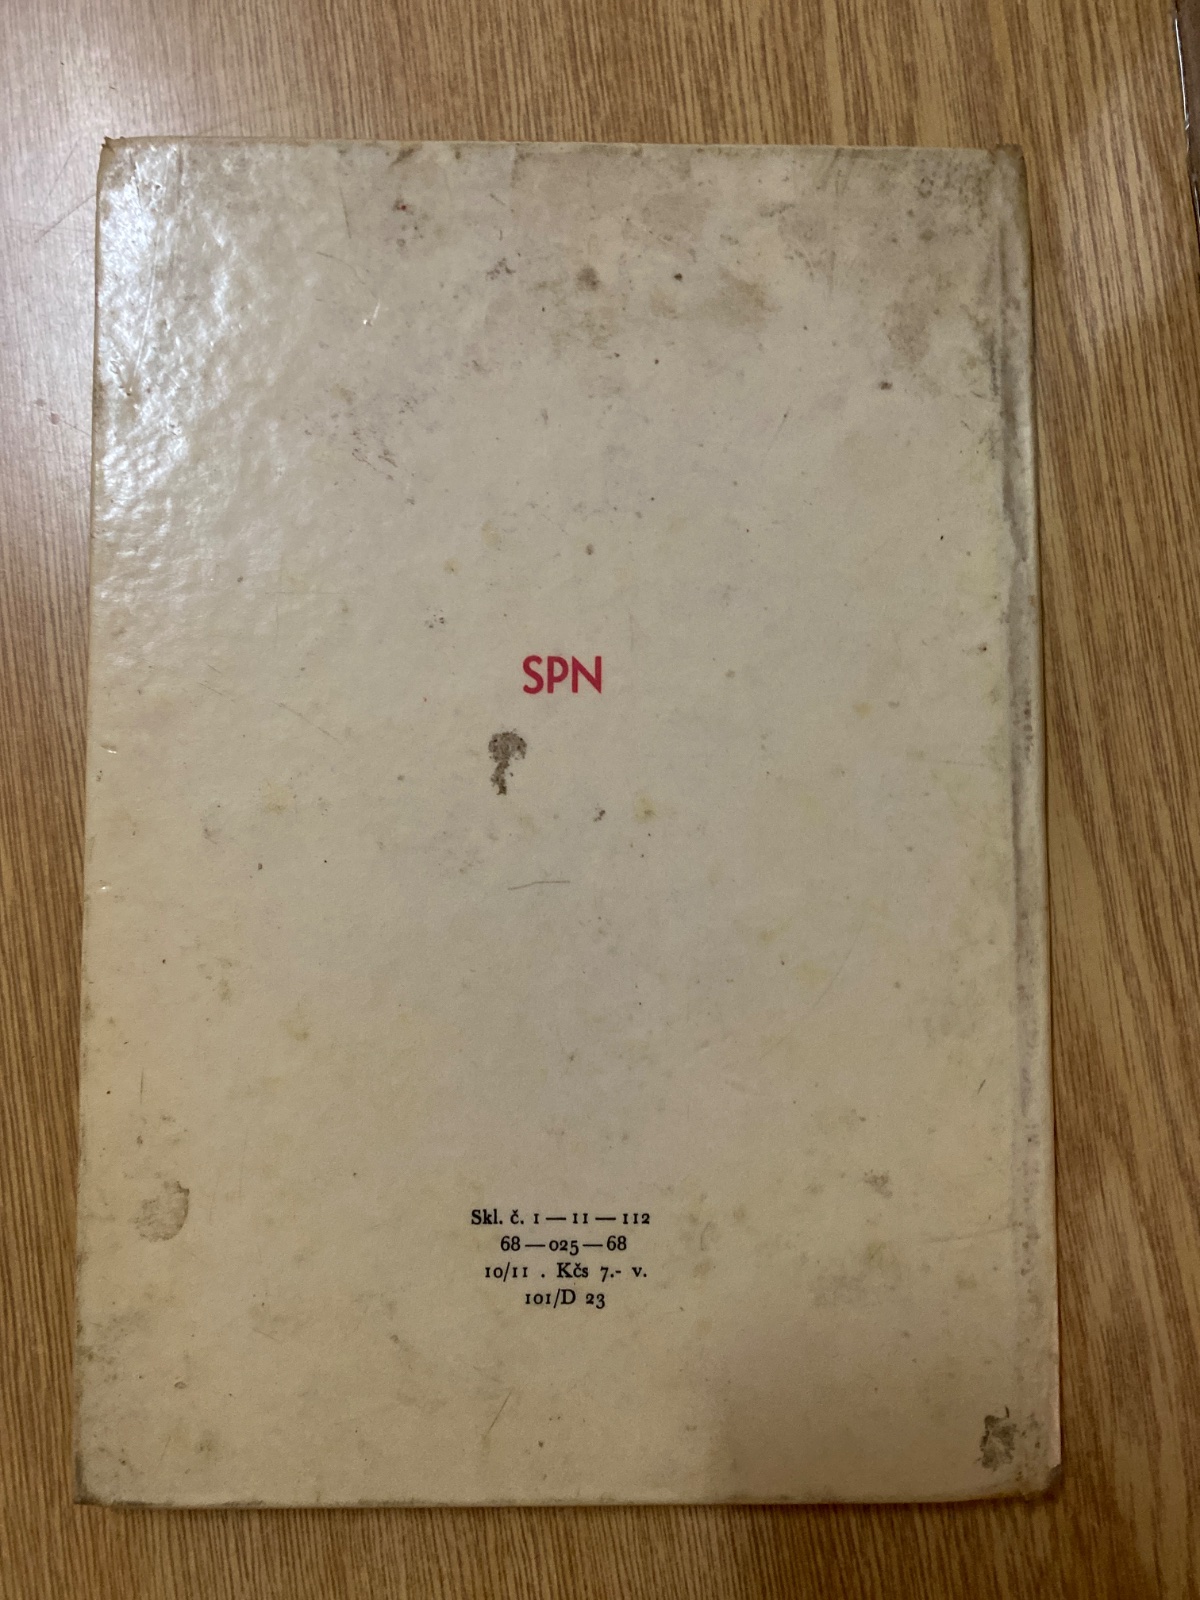 SPN
Skl. č. 1 — 11 — 112
68 — 025 — 68
10/11 . Kčs 7.- v.
101/D 23